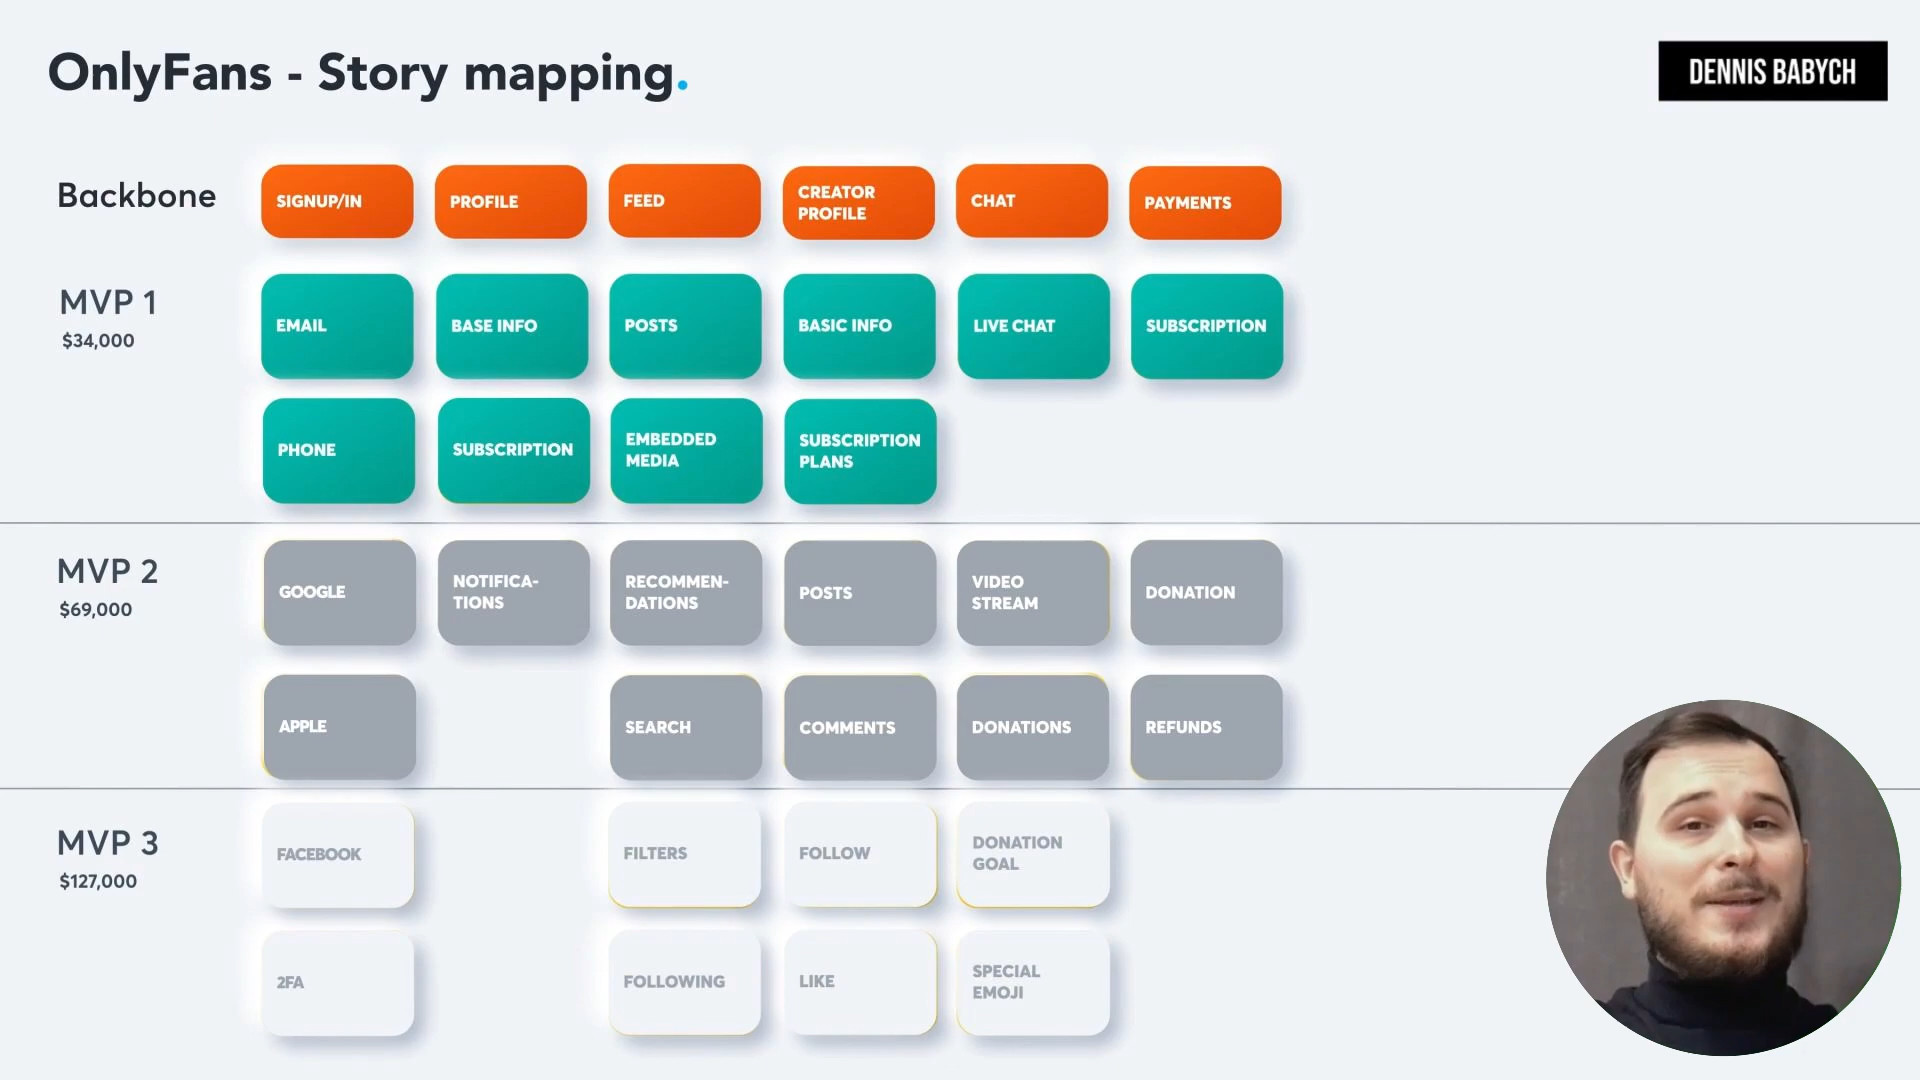 OnlyFans - Story mapping.
DENNIS BABYCH
Backbone
SIGNUP/IN
PROFILE
FEED
CREATOR
PROFILE
CHAT
PAYMENTS
MVP 1
$34,000
EMAIL
BASE INFO
POSTS
BASIC INFO
LIVE CHAT
SUBSCRIPTION
PHONE
SUBSCRIPTION
EMBEDDED
MEDIA
SUBSCRIPTION
PLANS
MVP 2
$69,000
GOOGLE
NOTIFICA-
TIONS
RECOMMEN-
DATIONS
POSTS
VIDEO
STREAM
DONATION
APPLE
SEARCH
COMMENTS
DONATIONS
REFUNDS
MVP 3
$127,000
FACEBOOK
FILTERS
FOLLOW
DONATION
GOAL
2FA
FOLLOWING
LIKE
SPECIAL
EMOJI